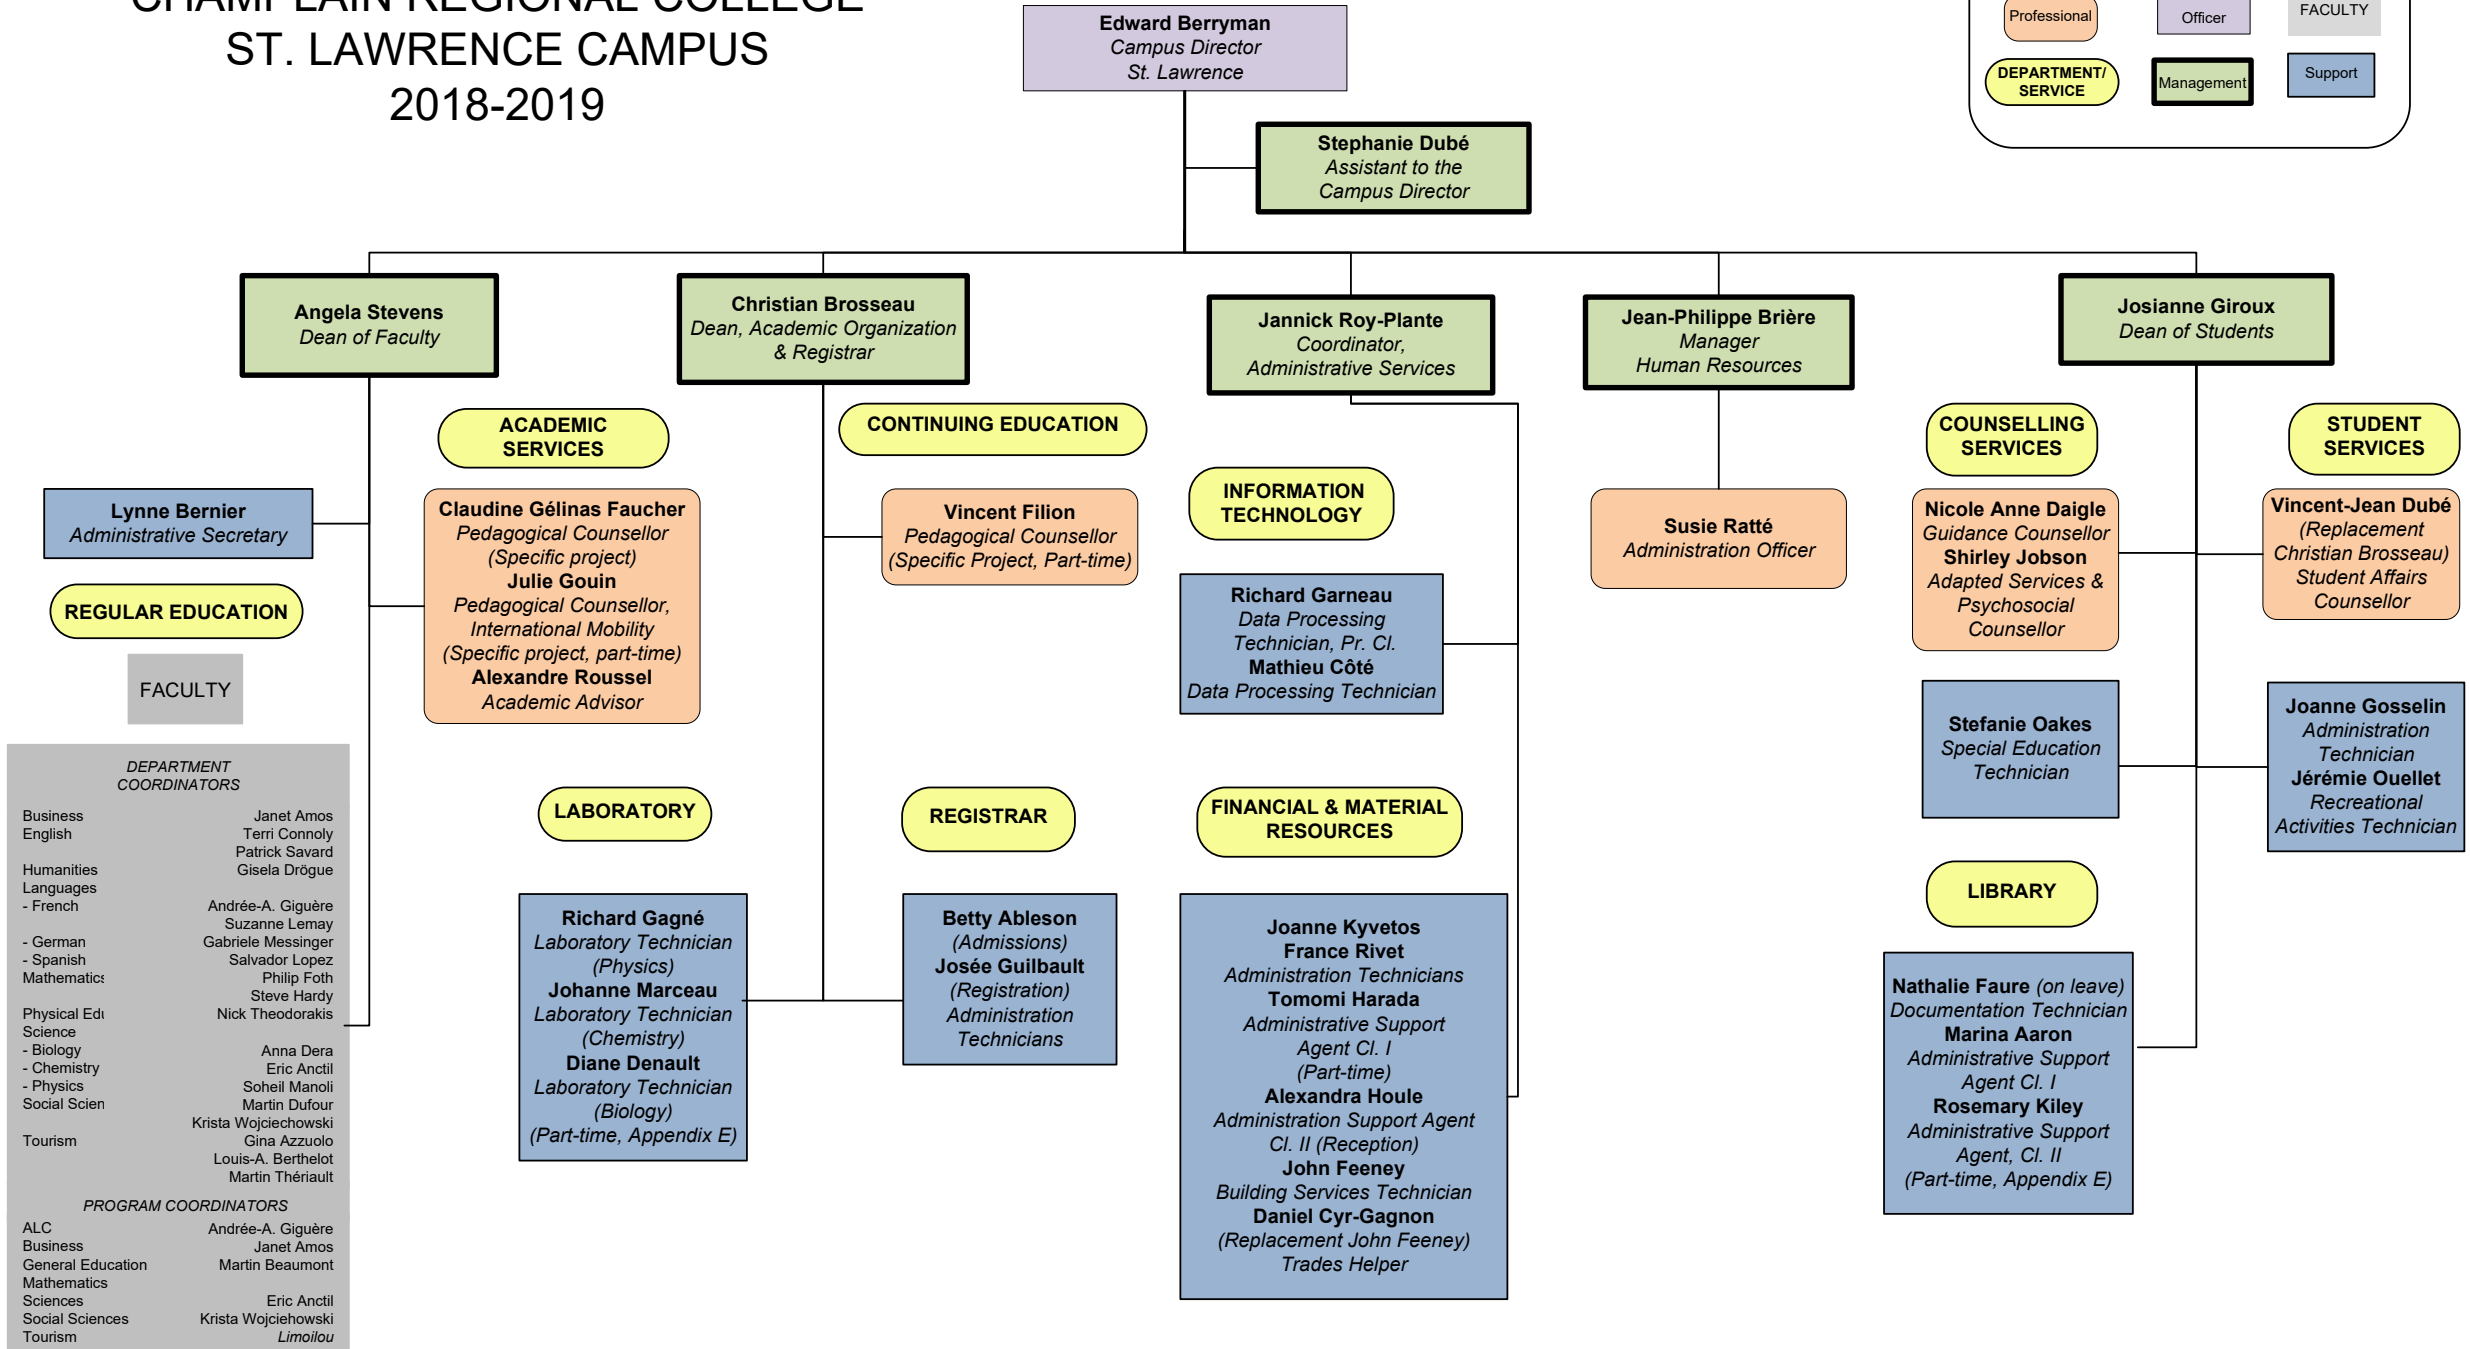 CHAMPLAIN REGIONAL COLLEGE
ST. LAWRENCE CAMPUS
2018-2019
Professional
Officer
FACULTY
DEPARTMENT/
SERVICE
Management
Support
Edward Berryman
Campus Director
St. Lawrence
Stephanie Dubé
Assistant to the
Campus Director
Angela Stevens
Dean of Faculty
Christian Brosseau
Dean, Academic Organization
& Registrar
Jannick Roy-Plante
Coordinator,
Administrative Services
Jean-Philippe Brière
Manager
Human Resources
Josianne Giroux
Dean of Students
ACADEMIC
SERVICES
Lynne Bernier
Administrative Secretary
Claudine Gélinas Faucher
Pedagogical Counsellor
(Specific project)
Julie Gouin
Pedagogical Counsellor,
International Mobility
(Specific project, part-time)
Alexandre Roussel
Academic Advisor
REGULAR EDUCATION
FACULTY
DEPARTMENT
COORDINATORS
Business Janet Amos
English Terri Connoly
Patrick Savard
Humanities Gisela Drögue
Languages
- French Andrée-A. Giguère
Suzanne Lemay
- German Gabriele Messinger
- Spanish Salvador Lopez
Mathematics Philip Foth
Steve Hardy
Physical Edu Nick Theodorakis
Science
- Biology Anna Dera
- Chemistry Eric Anctil
- Physics Soheil Manoli
Social Scien Martin Dufour
Krista Wojciechowski
Tourism Gina Azzuolo
Louis-A. Berthelot
Martin Thériault
PROGRAM COORDINATORS
ALC Andrée-A. Giguère
Business Janet Amos
General Education Martin Beaumont
Mathematics
Sciences Eric Anctil
Social Sciences Krista Wojciehowski
Tourism Limoilou
CONTINUING EDUCATION
Vincent Filion
Pedagogical Counsellor
(Specific Project, Part-time)
LABORATORY
Richard Gagné
Laboratory Technician
(Physics)
Johanne Marceau
Laboratory Technician
(Chemistry)
Diane Denault
Laboratory Technician
(Biology)
(Part-time, Appendix E)
REGISTRAR
Betty Ableson
(Admissions)
Josée Guilbault
(Registration)
Administration
Technicians
INFORMATION
TECHNOLOGY
Richard Garneau
Data Processing
Technician, Pr. Cl.
Mathieu Côté
Data Processing Technician
FINANCIAL & MATERIAL
RESOURCES
Joanne Kyvetos
France Rivet
Administration Technicians
Tomomi Harada
Administrative Support
Agent Cl. I
(Part-time)
Alexandra Houle
Administration Support Agent
Cl. II (Reception)
John Feeney
Building Services Technician
Daniel Cyr-Gagnon
(Replacement John Feeney)
Trades Helper
Susie Ratté
Administration Officer
COUNSELLING
SERVICES
Nicole Anne Daigle
Guidance Counsellor
Shirley Jobson
Adapted Services &
Psychosocial
Counsellor
Stefanie Oakes
Special Education
Technician
LIBRARY
Nathalie Faure (on leave)
Documentation Technician
Marina Aaron
Administrative Support
Agent Cl. I
Rosemary Kiley
Administrative Support
Agent, Cl. II
(Part-time, Appendix E)
STUDENT
SERVICES
Vincent-Jean Dubé
(Replacement
Christian Brosseau)
Student Affairs
Counsellor
Joanne Gosselin
Administration
Technician
Jérémie Ouellet
Recreational
Activities Technician